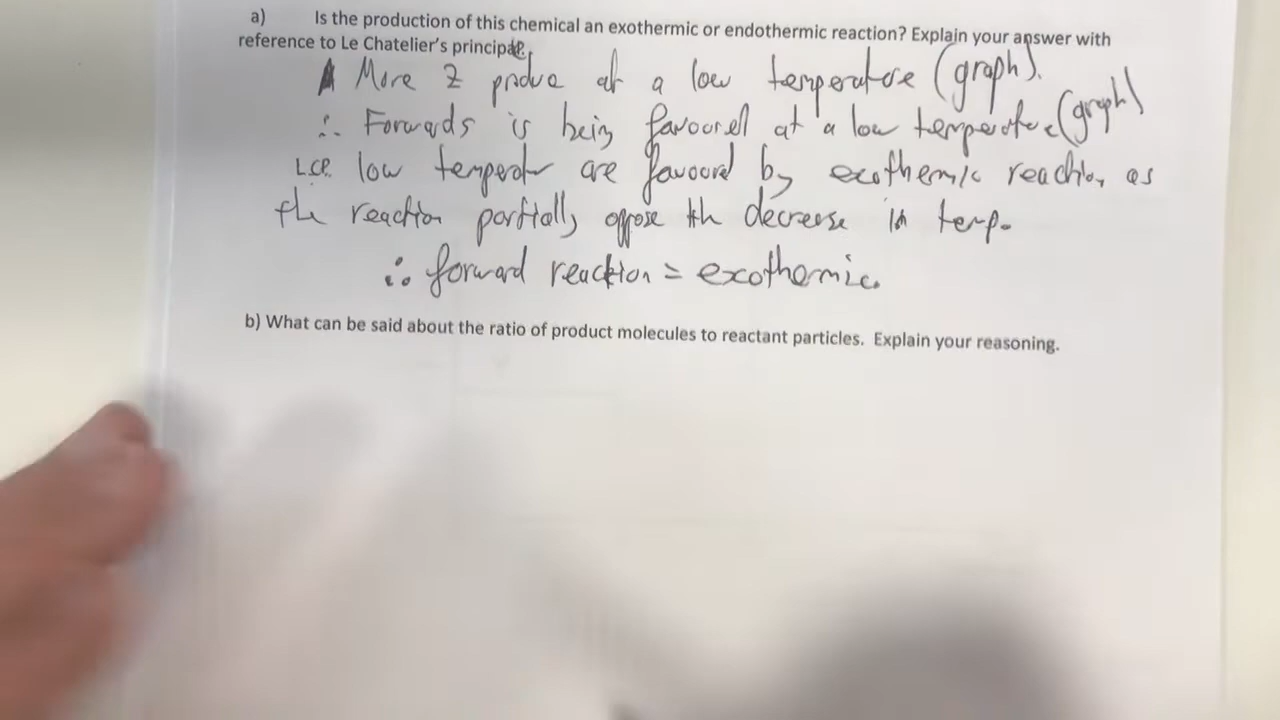 a) Is the production of this chemical an exothermic or endothermic reaction? Explain your answer with
reference to Le Chatelier's principle.
More Z produce at a low temperature (graph).
∴ Forwards is being favoured at a low temperature (graph)
L.C.P. low temperatur are favoured by exothermic reaction, as
the reaction partially oppose the decrease in temp.
∴ forward reaction = exothermic.
b) What can be said about the ratio of product molecules to reactant particles. Explain your reasoning.